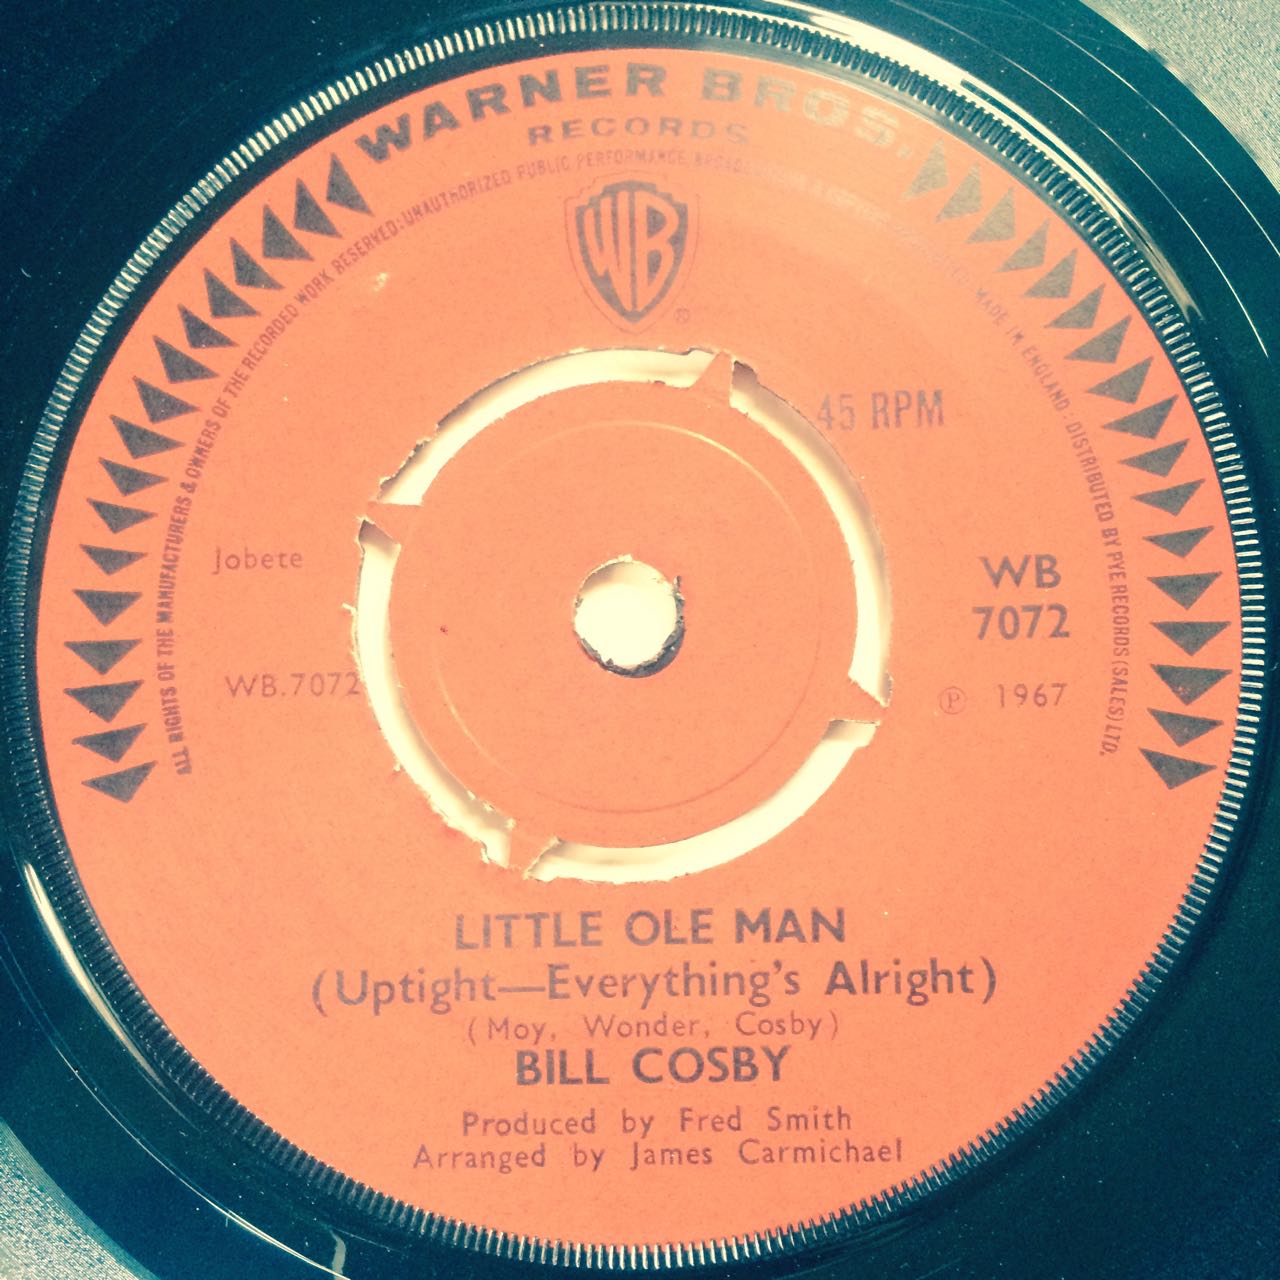 WARNER BROS.
RECORDS
ALL RIGHTS OF THE MANUFACTURERS & OWNERS OF THE RECORDED WORK RESERVED: UNAUTHORIZED PUBLIC PERFORMANCE, MADE IN ENGLAND: DISTRIBUTED BY PYE RECORDS (SALES) LTD.
WB
®
45 RPM
Jobete
WB
7072
WB.7072
Ⓟ 1967
LITTLE OLE MAN
(Uptight—Everything's Alright)
(Moy, Wonder, Cosby)
BILL COSBY
Produced by Fred Smith
Arranged by James Carmichael